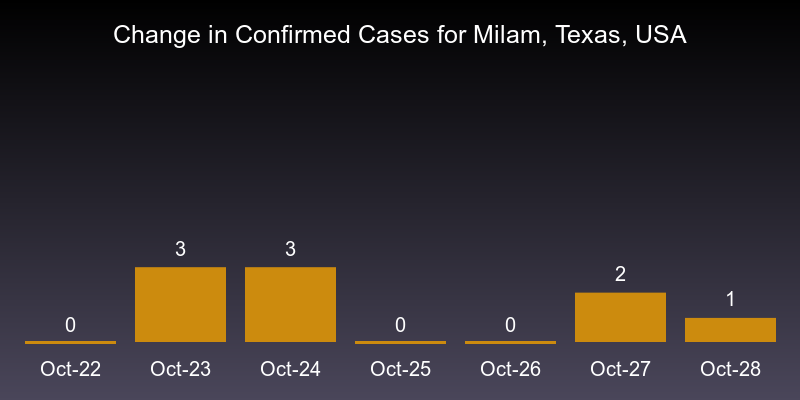 Change in Confirmed Cases for Milam, Texas, USA
0
3
3
0
0
2
1
Oct-22
Oct-23
Oct-24
Oct-25
Oct-26
Oct-27
Oct-28